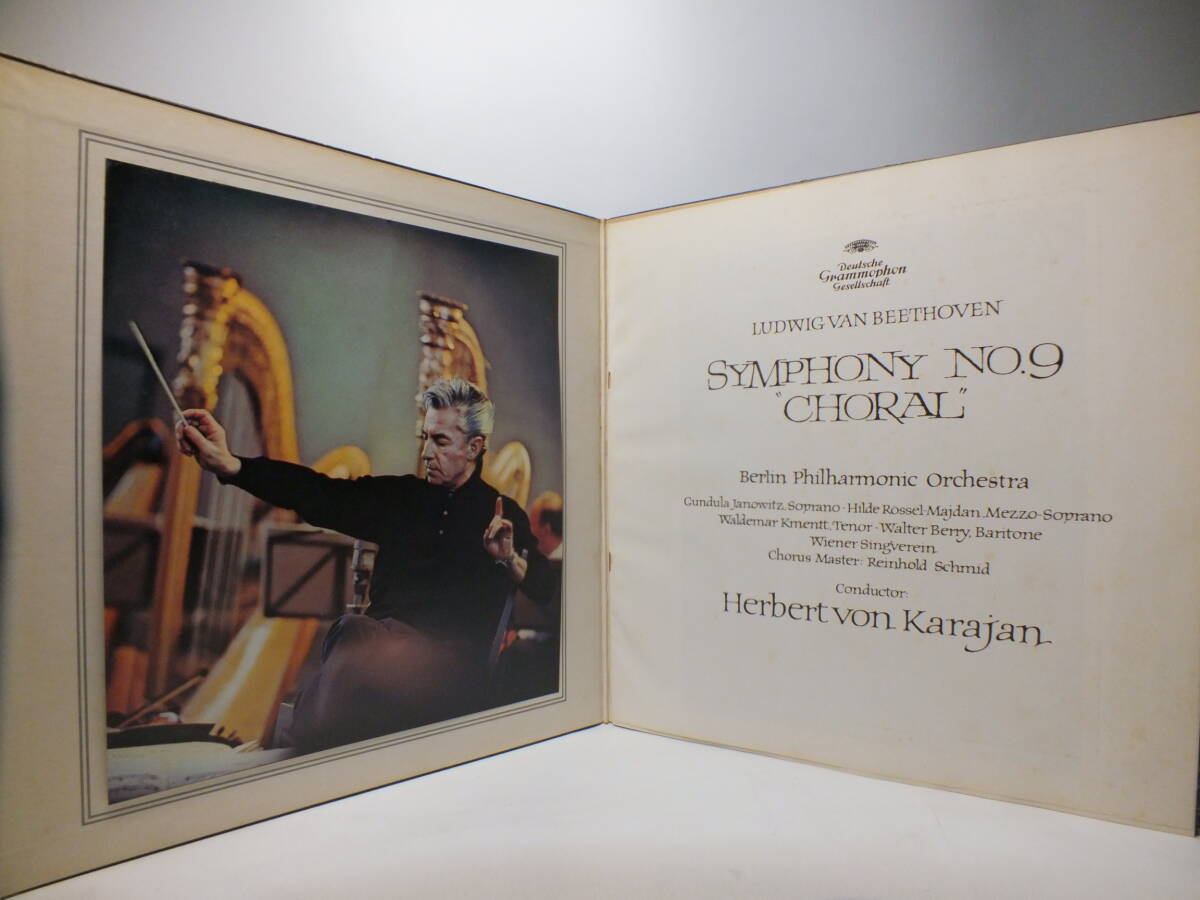 Deutsche
Grammophon
Gesellschaft
LUDWIG VAN BEETHOVEN
SYMPHONY NO.9
"CHORAL"
Berlin Philharmonic Orchestra
Gundula Janowitz, Soprano · Hilde Rössel-Majdan, Mezzo-Soprano
Waldemar Kmentt, Tenor · Walter Berry, Baritone
Wiener Singverein
Chorus Master: Reinhold Schmid
Conductor:
Herbert von Karajan